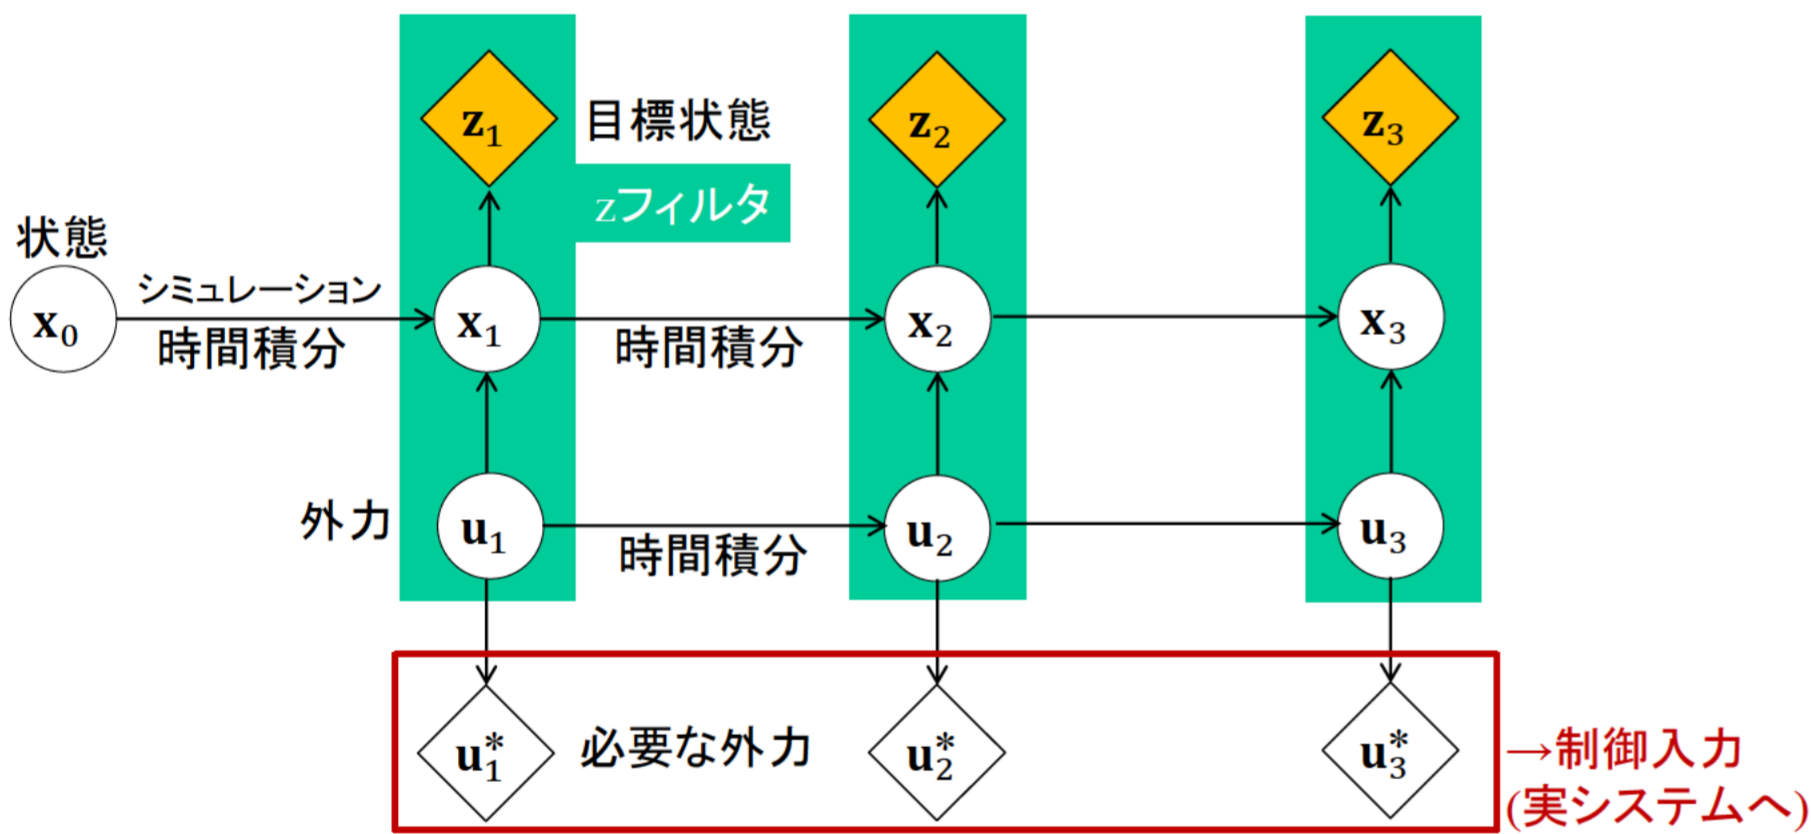 z₁
目標状態
z₂
z₃
zフィルタ
状態
x₀
シミュレーション
時間積分
x₁
時間積分
x₂
x₃
外力
u₁
時間積分
u₂
u₃
u₁*
必要な外力
u₂*
u₃*
→制御入力
(実システムへ)